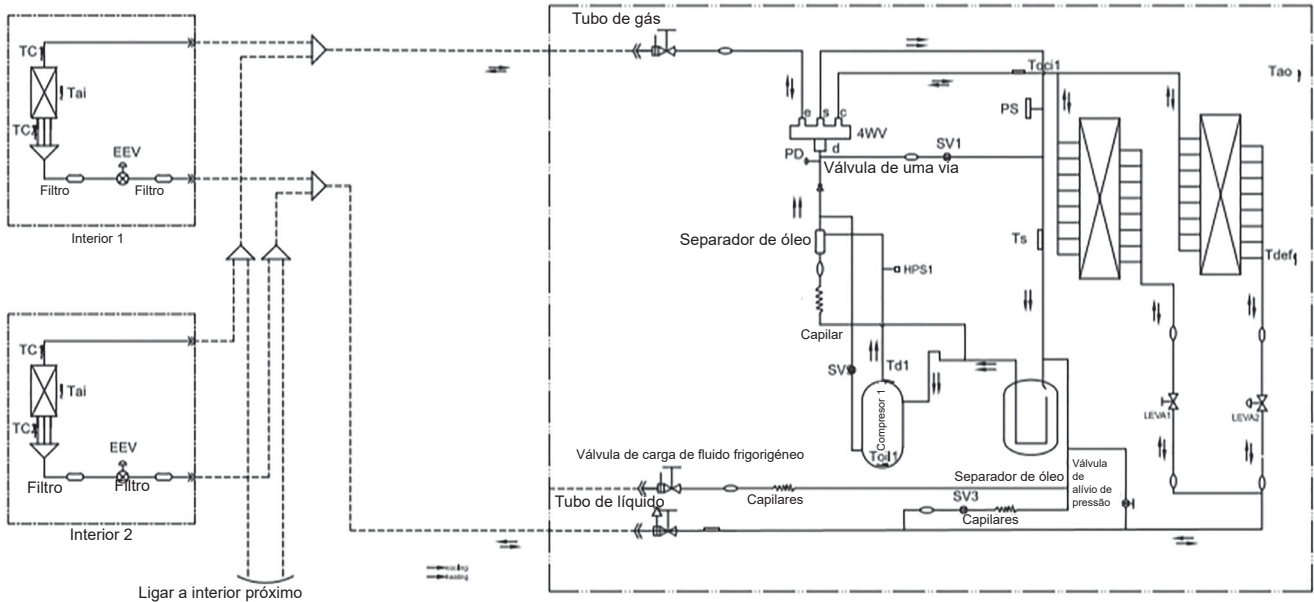 TC1
Tai
TC2
EEV
Filtro
Filtro
Interior 1
TC1
Tai
TC2
EEV
Filtro
Filtro
Interior 2
Ligar a interior próximo
Tubo de gás
e
s
c
4WV
d
PD
SV1
Válvula de uma via
Toci1
PS
Tao
Separador de óleo
HPS1
Ts
Tdef
Capilar
Td1
Compresor 1
Toil1
LEVA1
LEVA2
Válvula de carga de fluido frigorigéneo
Separador de óleo
Válvula
de
alívio de
pressão
Tubo de líquido
Capilares
SV3
Capilares